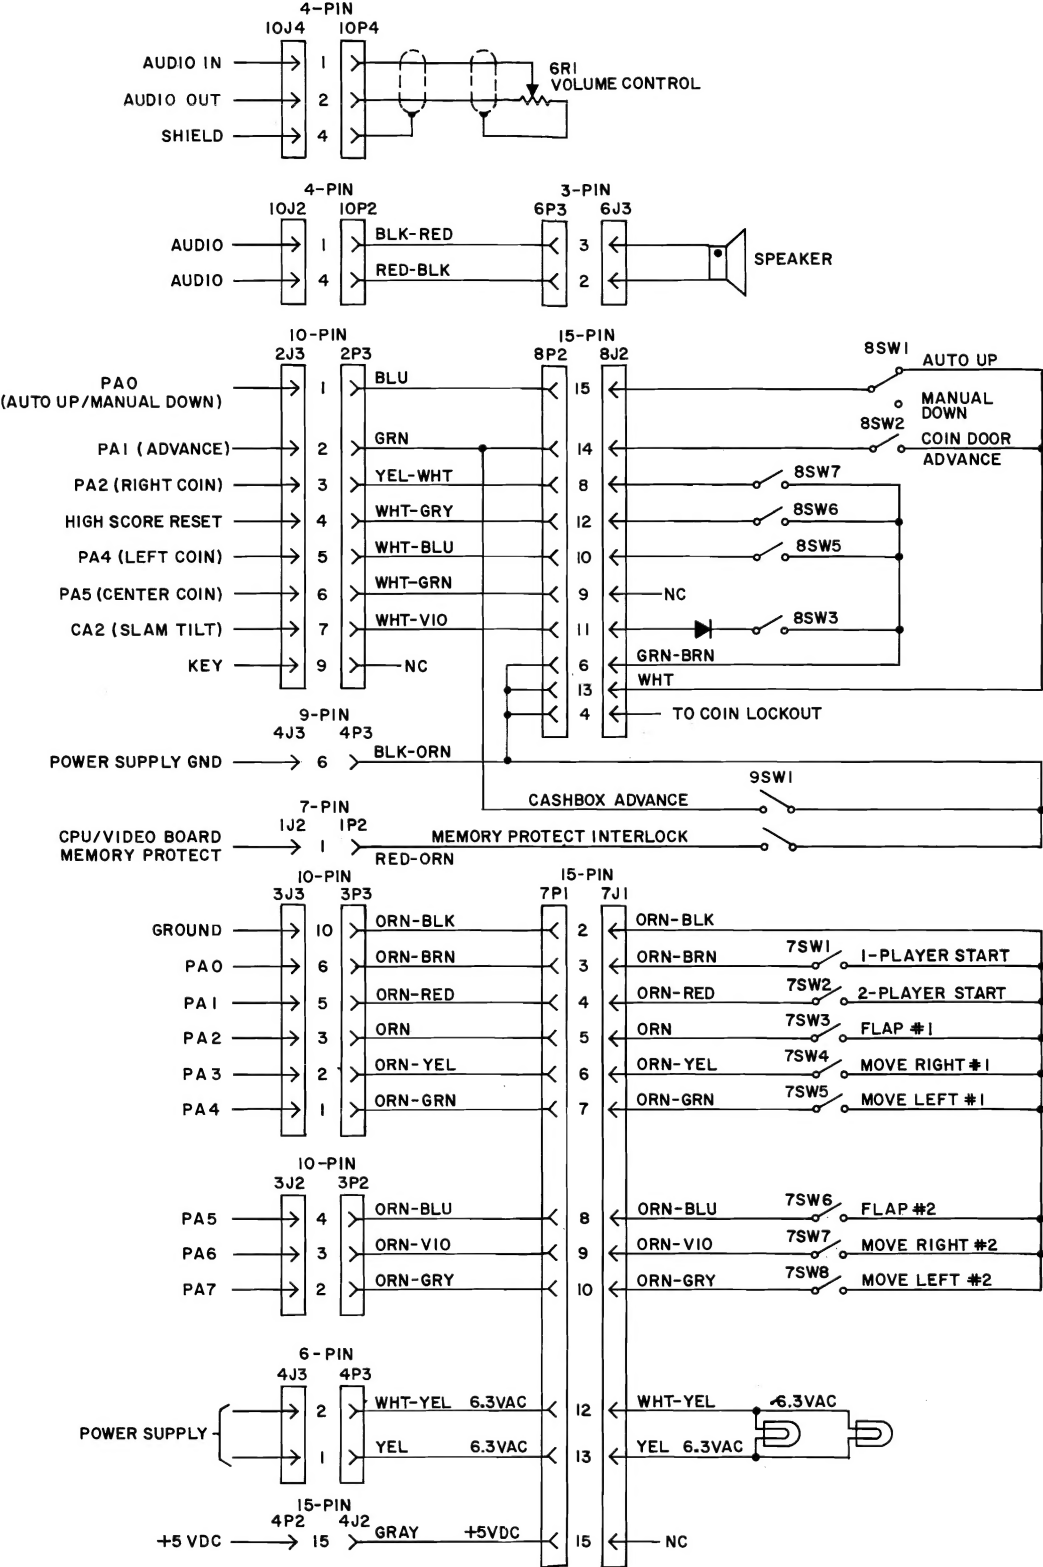 4-PIN
10J4 10P4
AUDIO IN 1
6R1
VOLUME CONTROL
AUDIO OUT 2
SHIELD 4
4-PIN 3-PIN
10J2 10P2 6P3 6J3
AUDIO 1 BLK-RED 3
SPEAKER
AUDIO 4 RED-BLK 2
10-PIN 15-PIN
2J3 2P3 8P2 8J2 8SW1
AUTO UP
PA0 1 BLU 15
(AUTO UP/MANUAL DOWN)
MANUAL
DOWN
8SW2
PA1 (ADVANCE) 2 GRN 14 COIN DOOR
ADVANCE
PA2 (RIGHT COIN) 3 YEL-WHT 8 8SW7
HIGH SCORE RESET 4 WHT-GRY 12 8SW6
PA4 (LEFT COIN) 5 WHT-BLU 10 8SW5
PA5 (CENTER COIN) 6 WHT-GRN 9 NC
CA2 (SLAM TILT) 7 WHT-VIO 11 8SW3
KEY 9 NC 6 GRN-BRN
13 WHT
4 TO COIN LOCKOUT
9-PIN
4J3 4P3
POWER SUPPLY GND 6 BLK-ORN
9SW1
CASHBOX ADVANCE
7-PIN
1J2 1P2
CPU/VIDEO BOARD
MEMORY PROTECT 1 MEMORY PROTECT INTERLOCK
RED-ORN
10-PIN 15-PIN
3J3 3P3 7P1 7J1
GROUND 10 ORN-BLK 2 ORN-BLK
PA0 6 ORN-BRN 3 ORN-BRN 7SW1 1-PLAYER START
PA1 5 ORN-RED 4 ORN-RED 7SW2 2-PLAYER START
PA2 3 ORN 5 ORN 7SW3 FLAP #1
PA3 2 ORN-YEL 6 ORN-YEL 7SW4 MOVE RIGHT #1
PA4 1 ORN-GRN 7 ORN-GRN 7SW5 MOVE LEFT #1
10-PIN
3J2 3P2
PA5 4 ORN-BLU 8 ORN-BLU 7SW6 FLAP #2
PA6 3 ORN-VIO 9 ORN-VIO 7SW7 MOVE RIGHT #2
PA7 2 ORN-GRY 10 ORN-GRY 7SW8 MOVE LEFT #2
6-PIN
4J3 4P3
2 WHT-YEL 6.3VAC 12 WHT-YEL 6.3VAC
POWER SUPPLY
1 YEL 6.3VAC 13 YEL 6.3VAC
15-PIN
4P2 4J2
+5 VDC 15 GRAY +5VDC 15 NC